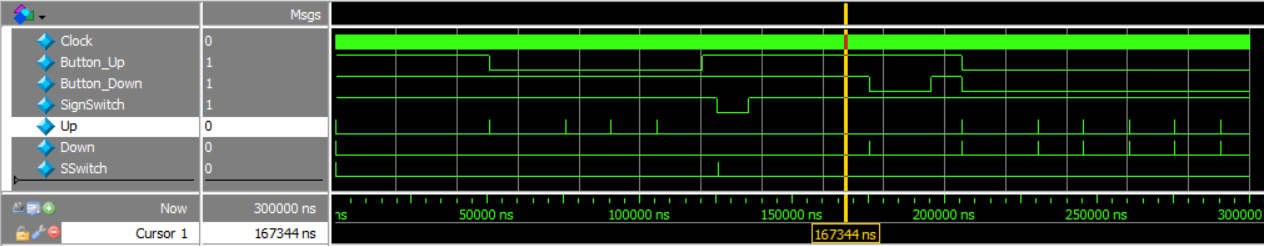 Msgs
Clock 0
Button_Up 1
Button_Down 1
SignSwitch 1
Up 0
Down 0
SSwitch 0
Now 300000 ns
ns 50000 ns 100000 ns 150000 ns 200000 ns 250000 ns 300000
Cursor 1 167344 ns
167344 ns